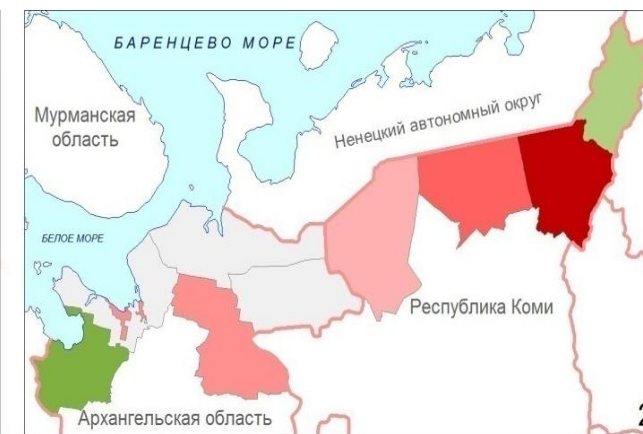 БАРЕНЦЕВО МОРЕ
Мурманская
область
Ненецкий автономный округ
БЕЛОЕ МОРЕ
Республика Коми
Архангельская область